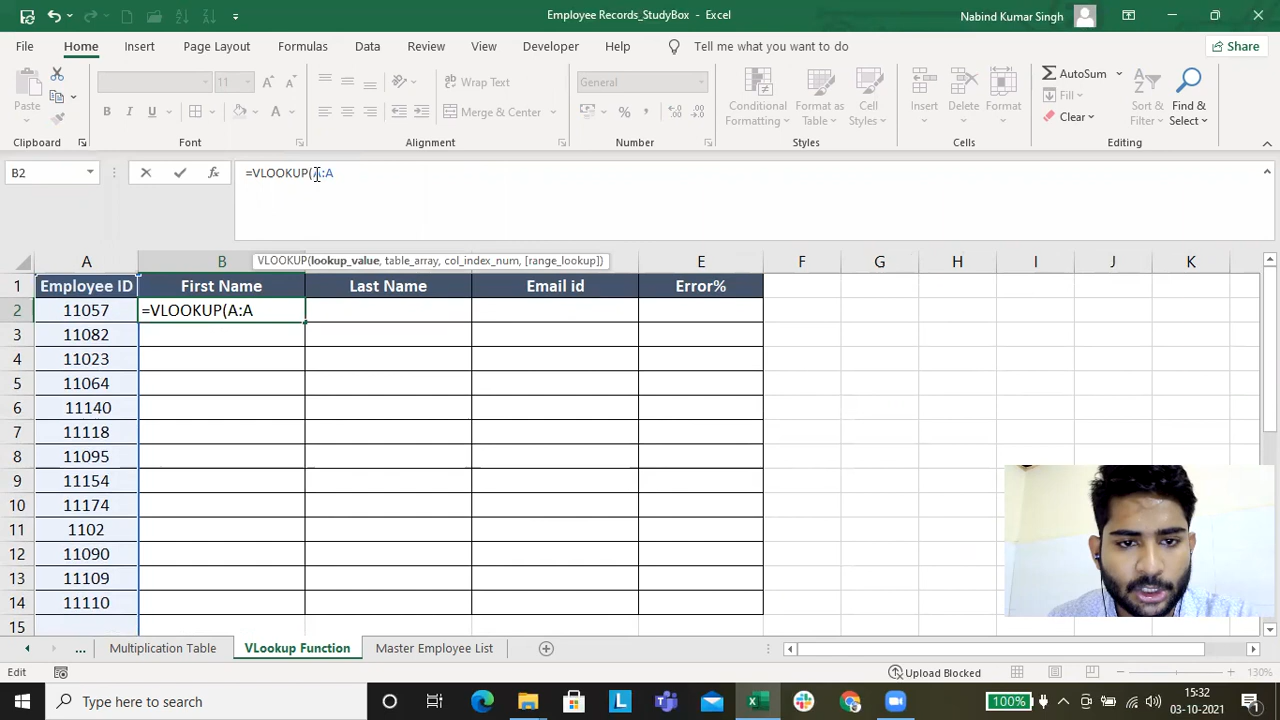 Employee Records_StudyBox - Excel
Nabind Kumar Singh
File Home Insert Page Layout Formulas Data Review View Developer Help Tell me what you want to do Share
Paste
11
B I U
Wrap Text
Merge & Center
General
Conditional Formatting
Format as Table
Cell Styles
Insert
Delete
Format
AutoSum
Fill
Clear
Sort & Filter
Find & Select
Clipboard Font Alignment Number Styles Cells Editing
B2 fx =VLOOKUP(A:A
VLOOKUP(lookup_value, table_array, col_index_num, [range_lookup])
A B E F G H I J K
1 Employee ID First Name Last Name Email id Error%
2 11057 =VLOOKUP(A:A
3 11082
4 11023
5 11064
6 11140
7 11118
8 11095
9 11154
10 11174
11 1102
12 11090
13 11109
14 11110
15
... Multiplication Table VLookup Function Master Employee List
Edit Upload Blocked 130%
Type here to search 100% 15:32
03-10-2021